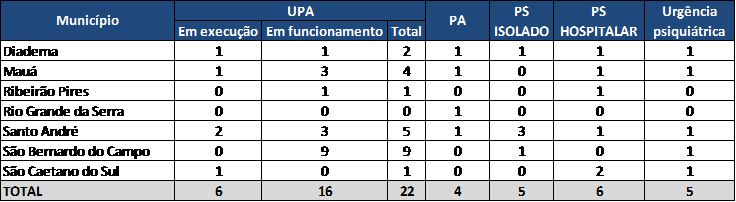 Município UPA PA PS ISOLADO PS HOSPITALAR Urgência psiquiátrica
Em execução Em funcionamento Total
Diadema 1 1 2 1 1 1 1
Mauá 1 3 4 1 0 1 1
Ribeirão Pires 0 1 1 0 0 1 0
Rio Grande da Serra 0 0 0 1 0 0 0
Santo André 2 3 5 1 3 1 1
São Bernardo do Campo 0 9 9 0 1 0 1
São Caetano do Sul 1 0 1 0 0 2 1
TOTAL 6 16 22 4 5 6 5